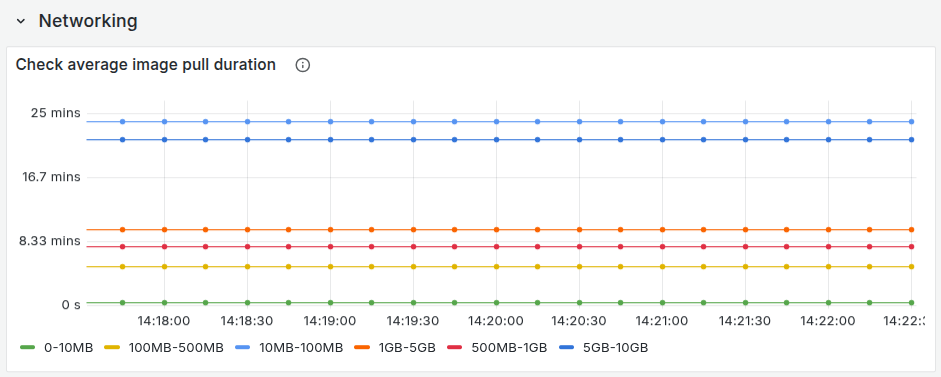 Networking
Check average image pull duration
25 mins
16.7 mins
8.33 mins
0 s
14:18:00 14:18:30 14:19:00 14:19:30 14:20:00 14:20:30 14:21:00 14:21:30 14:22:00 14:22:
0-10MB 100MB-500MB 10MB-100MB 1GB-5GB 500MB-1GB 5GB-10GB